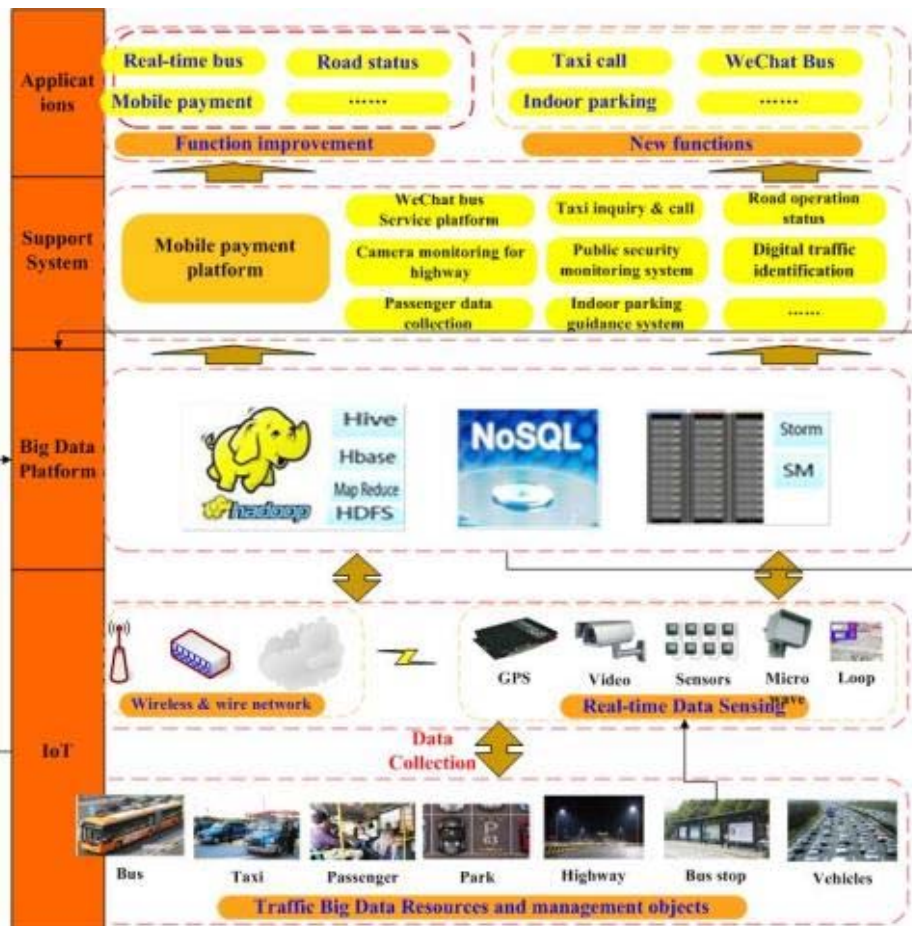 Applicat
ions
Real-time bus
Road status
Mobile payment
......
Function improvement
Taxi call
WeChat Bus
Indoor parking
......
New functions
Support
System
Mobile payment
platform
WeChat bus
Service platform
Taxi inquiry & call
Road operation
status
Camera monitoring for
highway
Public security
monitoring system
Digital traffic
identification
Passenger data
collection
Indoor parking
guidance system
......
Big Data
Platform
Hive
Hbase
Map Reduce
HDFS
hadoop
NoSQL
Storm
SM
IoT
Wireless & wire network
GPS
Video
Sensors
Micro
wave
Loop
Real-time Data Sensing
Data
Collection
P
63
Bus
Taxi
Passenger
Park
Highway
Bus stop
Vehicles
Traffic Big Data Resources and management objects